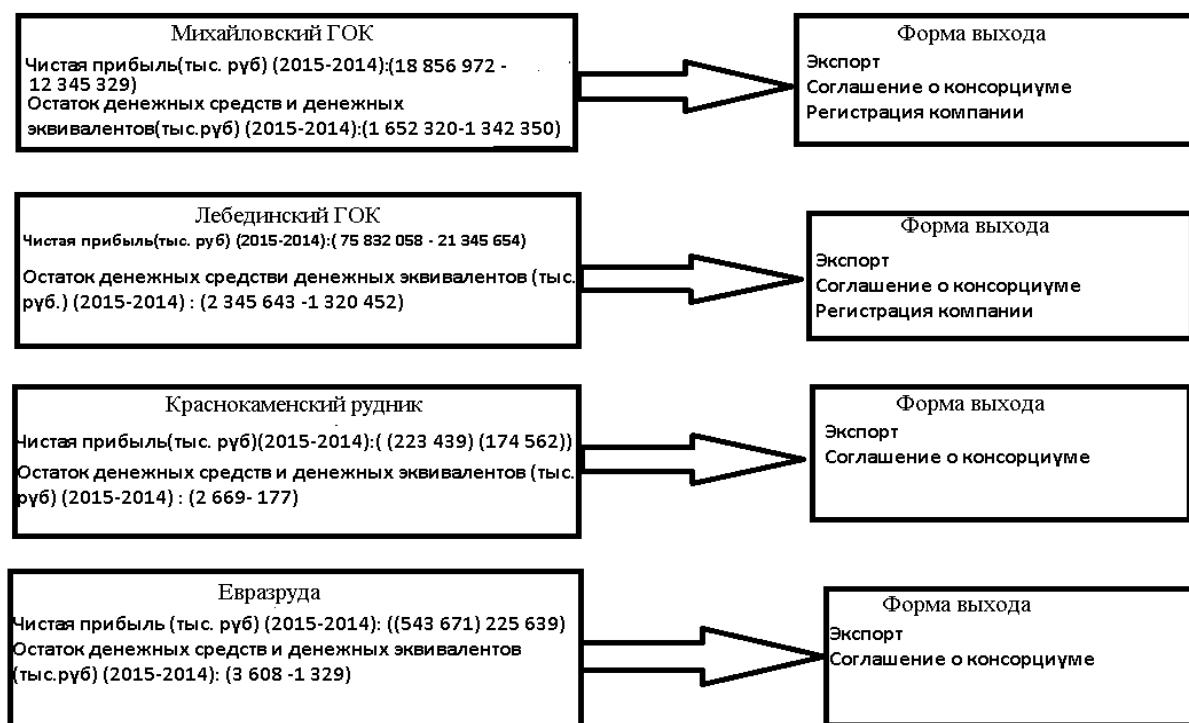 Михайловский ГОК
Чистая прибыль(тыс. руб) (2015-2014):(18 856 972 -
12 345 329)
Остаток денежных средств и денежных
эквивалентов(тыс.руб) (2015-2014):(1 652 320-1 342 350)
Форма выхода
Экспорт
Соглашение о консорциуме
Регистрация компании
Лебединский ГОК
Чистая прибыль(тыс. руб) (2015-2014):( 75 832 058 - 21 345 654)
Остаток денежных средстви денежных эквивалентов (тыс.
руб.) (2015-2014) : (2 345 643 -1 320 452)
Форма выхода
Экспорт
Соглашение о консорциуме
Регистрация компании
Краснокаменский рудник
Чистая прибыль(тыс. руб)(2015-2014):( (223 439) (174 562))
Остаток денежных средств и денежных эквивалентов (тыс.
руб) (2015-2014) : (2 669- 177)
Форма выхода
Экспорт
Соглашение о консорциуме
Евразруда
Чистая прибыль (тыс. руб) (2015-2014): ((543 671) 225 639)
Остаток денежных средств и денежных эквивалентов
(тыс.руб) (2015-2014): (3 608 -1 329)
Форма выхода
Экспорт
Соглашение о консорциуме